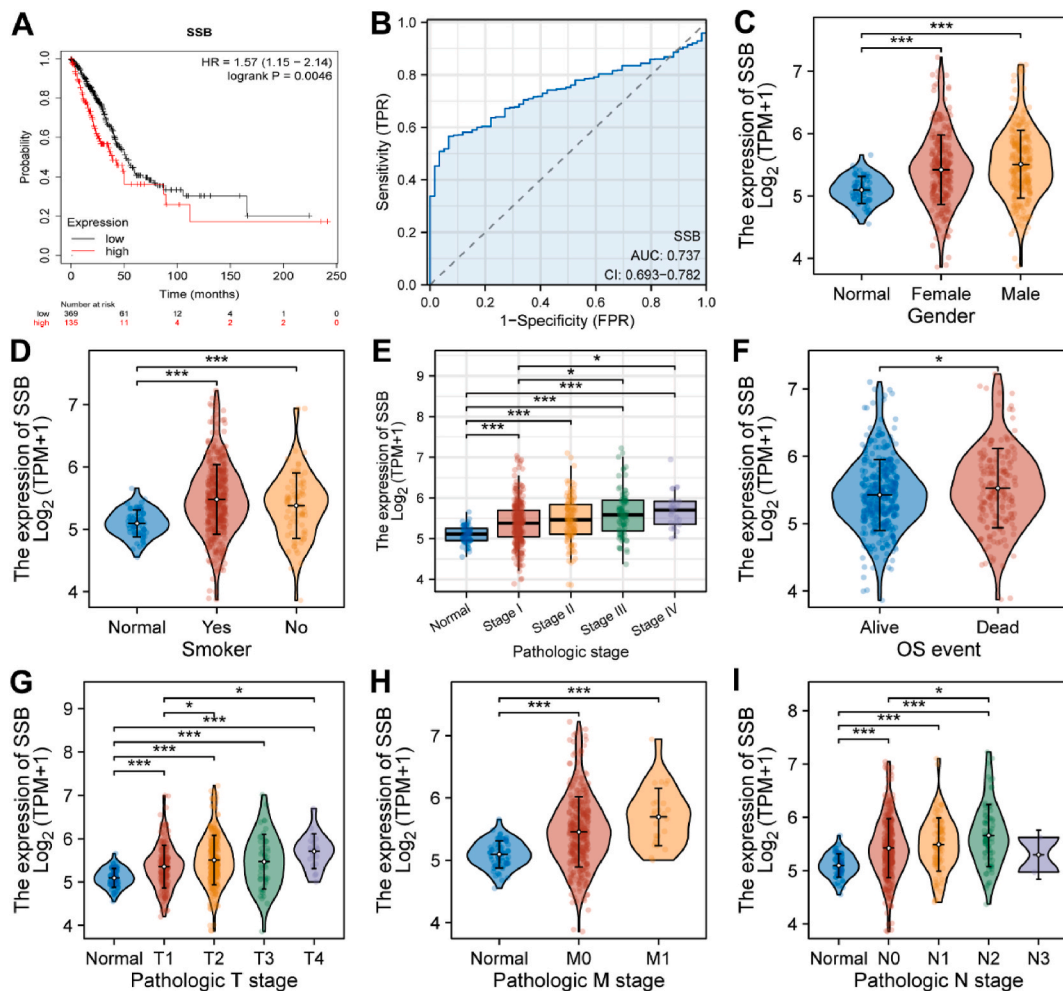 A
SSB
HR = 1.57 (1.15 − 2.14)
logrank P = 0.0046
Probability
1.0
0.8
0.6
0.4
0.2
0.0
Expression
low
high
0 50 100 150 200 250
Time (months)
Number at risk
low 369 61 12 4 1 0
high 135 11 4 2 2 0
B
Sensitivity (TPR)
1.0
0.8
0.6
0.4
0.2
0.0
SSB
AUC: 0.737
CI: 0.693−0.782
0.0 0.2 0.4 0.6 0.8 1.0
1−Specificity (FPR)
C
The expression of SSB
Log2 (TPM+1)
***
***
7
6
5
4
Normal Female Male
Gender
D
The expression of SSB
Log2 (TPM+1)
***
***
7
6
5
4
Normal Yes No
Smoker
E
The expression of SSB
Log2 (TPM+1)
*
*
***
***
***
***
9
8
7
6
5
4
Normal Stage I Stage II Stage III Stage IV
Pathologic stage
F
The expression of SSB
Log2 (TPM+1)
*
7
6
5
4
Alive Dead
OS event
G
The expression of SSB
Log2 (TPM+1)
*
*
***
***
***
***
9
8
7
6
5
4
Normal T1 T2 T3 T4
Pathologic T stage
H
The expression of SSB
Log2 (TPM+1)
***
***
7
6
5
4
Normal M0 M1
Pathologic M stage
I
The expression of SSB
Log2 (TPM+1)
*
***
***
***
8
7
6
5
4
Normal N0 N1 N2 N3
Pathologic N stage